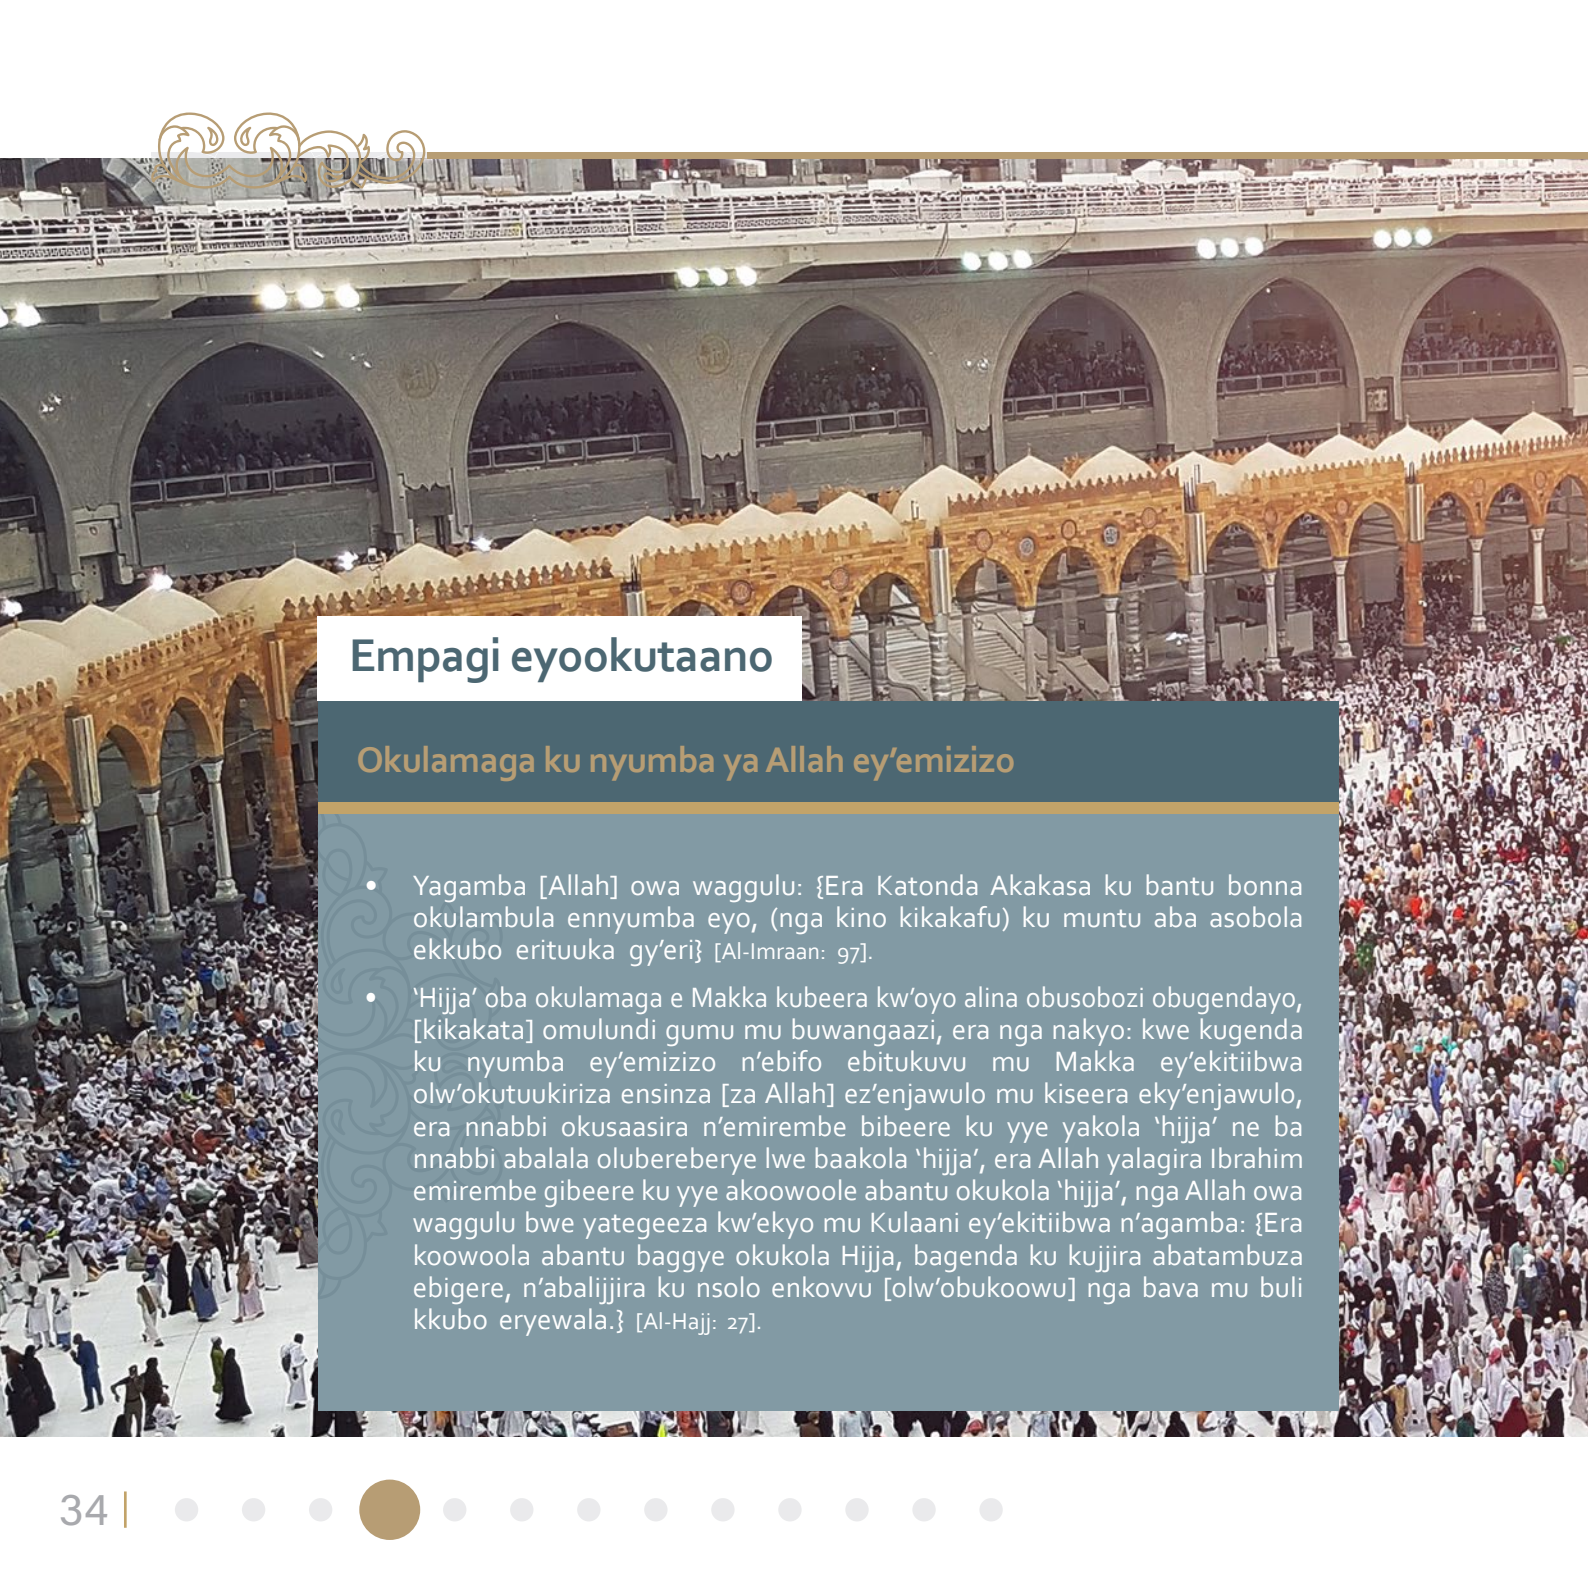 Empagi eyookutaano
Okulamaga ku nyumba ya Allah ey’emizizo
• Yagamba [Allah] owa waggulu: {Era Katonda Akakasa ku bantu bonna
okulambula ennyumba eyo, (nga kino kikakafu) ku muntu aba asobola
ekkubo erituuka gy’eri} [Al-Imraan: 97].
• ‘Hijja’ oba okulamaga e Makka kubeera kw’oyo alina obusobozi obugendayo,
[kikakata] omulundi gumu mu buwangaazi, era nga nakyo: kwe kugenda
ku nyumba ey’emizizo n’ebifo ebitukuvu mu Makka ey’ekitiibwa
olw’okutuukiriza ensinza [za Allah] ez’enjawulo mu kiseera eky’enjawulo,
era nnabbi okusaasira n’emirembe bibeere ku yye yakola ‘hijja’ ne ba
nnabbi abalala olubereberye lwe baakola ‘hijja’, era Allah yalagira Ibrahim
emirembe gibeere ku yye akoowoole abantu okukola ‘hijja’, nga Allah owa
waggulu bwe yategeeza kw’ekyo mu Kulaani ey’ekitiibwa n’agamba: {Era
koowoola abantu baggye okukola Hijja, bagenda ku kujjira abatambuza
ebigere, n’abalijjira ku nsolo enkovvu [olw’obukoowu] nga bava mu buli
kkubo eryewala.} [Al-Hajj: 27].
34